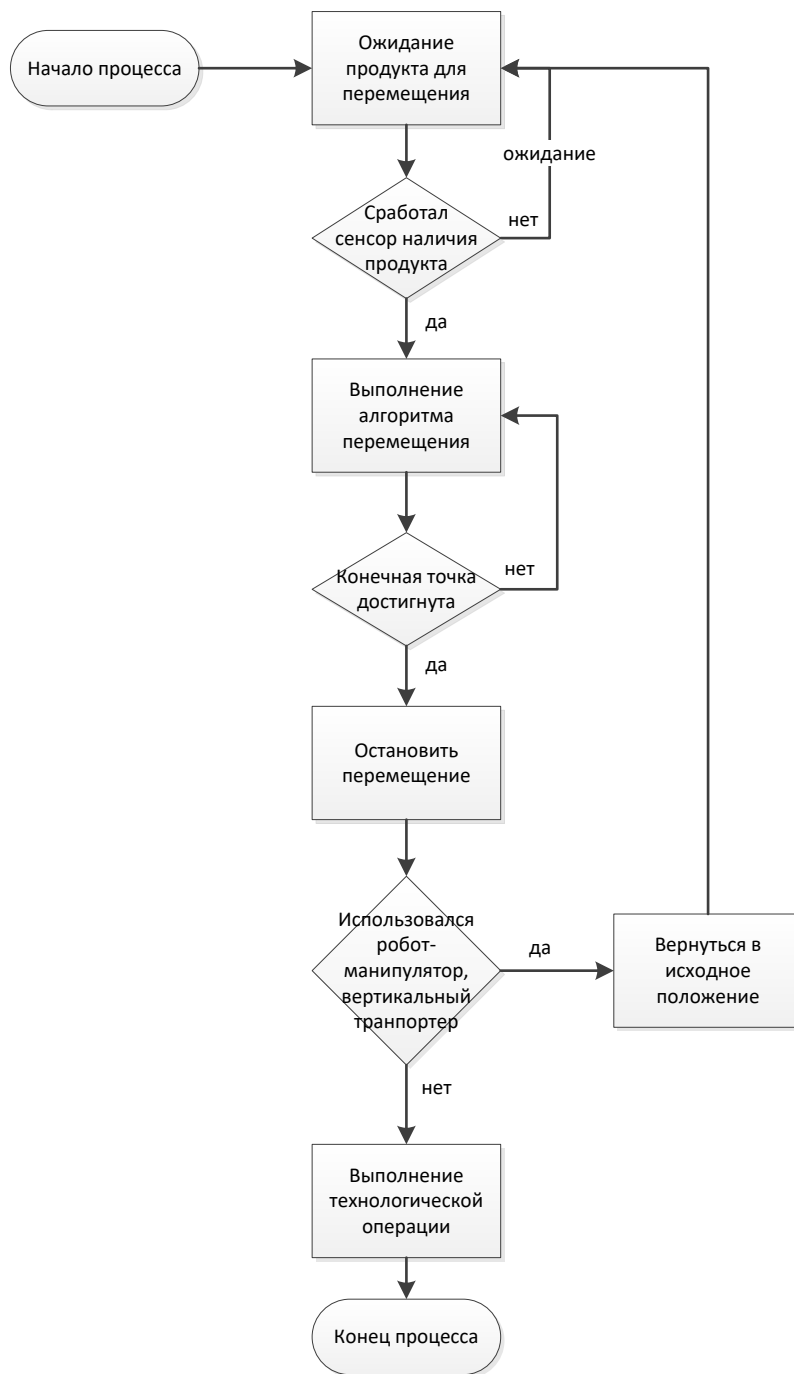 Начало процесса
Ожидание
продукта для
перемещения
ожидание
Сработал
сенсор наличия
продукта
нет
да
Выполнение
алгоритма
перемещения
Конечная точка
достигнута
нет
да
Остановить
перемещение
Использовался
робот-
манипулятор,
вертикальный
транпортер
да
Вернуться в
исходное
положение
нет
Выполнение
технологической
операции
Конец процесса